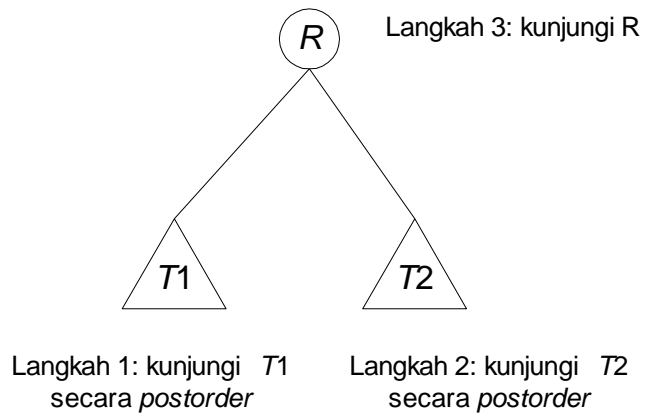 R
Langkah 3: kunjungi R
T1
T2
Langkah 1: kunjungi T1
secara postorder
Langkah 2: kunjungi T2
secara postorder